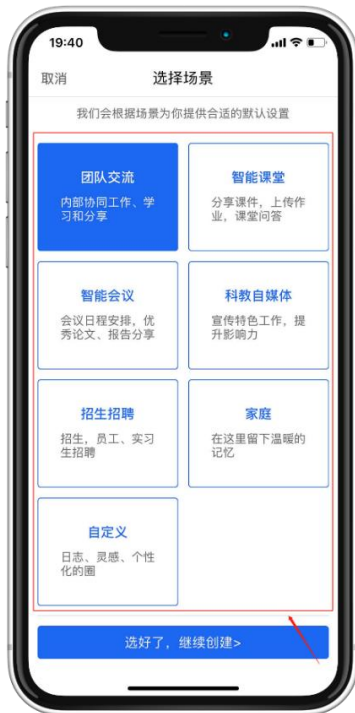 19:40
取消
选择场景
我们会根据场景为你提供合适的默认设置
团队交流
内部协同工作、学
习和分享
智能课堂
分享课件，上传作
业，课堂问答
智能会议
会议日程安排，优
秀论文、报告分享
科教自媒体
宣传特色工作，提
升影响力
招生招聘
招生，员工、实习
生招聘
家庭
在这里留下温暖的
记忆
自定义
日志、灵感、个性
化的圈
选好了，继续创建>